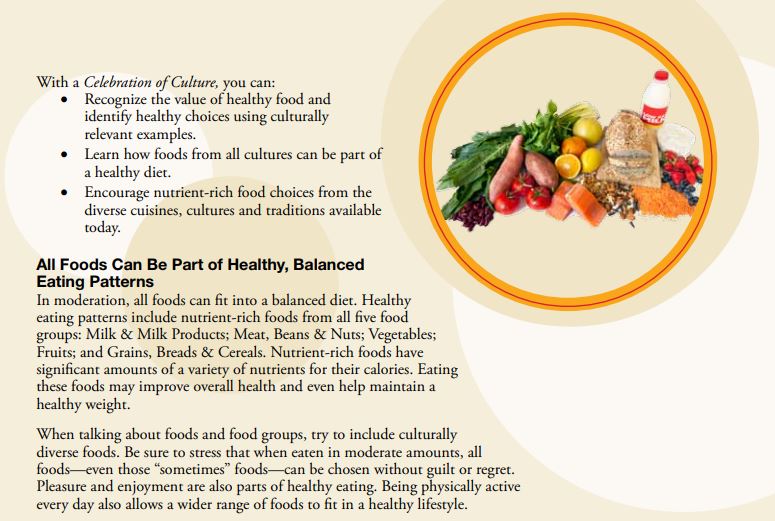 With a Celebration of Culture, you can:
• Recognize the value of healthy food and
identify healthy choices using culturally
relevant examples.
• Learn how foods from all cultures can be part of
a healthy diet.
• Encourage nutrient-rich food choices from the
diverse cuisines, cultures and traditions available
today.
All Foods Can Be Part of Healthy, Balanced
Eating Patterns
In moderation, all foods can fit into a balanced diet. Healthy
eating patterns include nutrient-rich foods from all five food
groups: Milk & Milk Products; Meat, Beans & Nuts; Vegetables;
Fruits; and Grains, Breads & Cereals. Nutrient-rich foods have
significant amounts of a variety of nutrients for their calories. Eating
these foods may improve overall health and even help maintain a
healthy weight.
When talking about foods and food groups, try to include culturally
diverse foods. Be sure to stress that when eaten in moderate amounts, all
foods—even those “sometimes” foods—can be chosen without guilt or regret.
Pleasure and enjoyment are also parts of healthy eating. Being physically active
every day also allows a wider range of foods to fit in a healthy lifestyle.